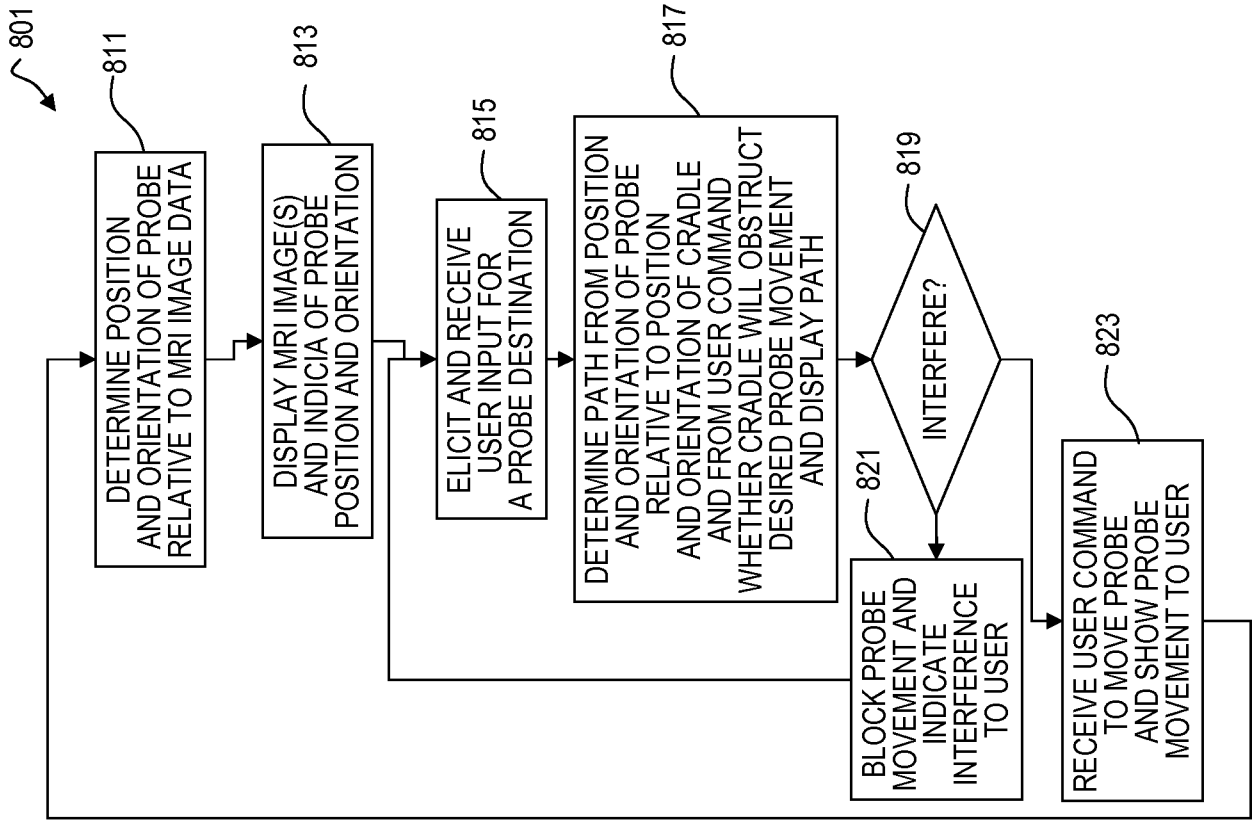 801
811
DETERMINE POSITION
AND ORIENTATION OF PROBE
RELATIVE TO MRI IMAGE DATA
813
DISPLAY MRI IMAGE(S)
AND INDICIA OF PROBE
POSITION AND ORIENTATION
815
ELICIT AND RECEIVE
USER INPUT FOR
A PROBE DESTINATION
817
DETERMINE PATH FROM POSITION
AND ORIENTATION OF PROBE
RELATIVE TO POSITION
AND ORIENTATION OF CRADLE
AND FROM USER COMMAND
WHETHER CRADLE WILL OBSTRUCT
DESIRED PROBE MOVEMENT
AND DISPLAY PATH
819
INTERFERE?
821
BLOCK PROBE
MOVEMENT AND
INDICATE
INTERFERENCE
TO USER
823
RECEIVE USER COMMAND
TO MOVE PROBE
AND SHOW PROBE
MOVEMENT TO USER